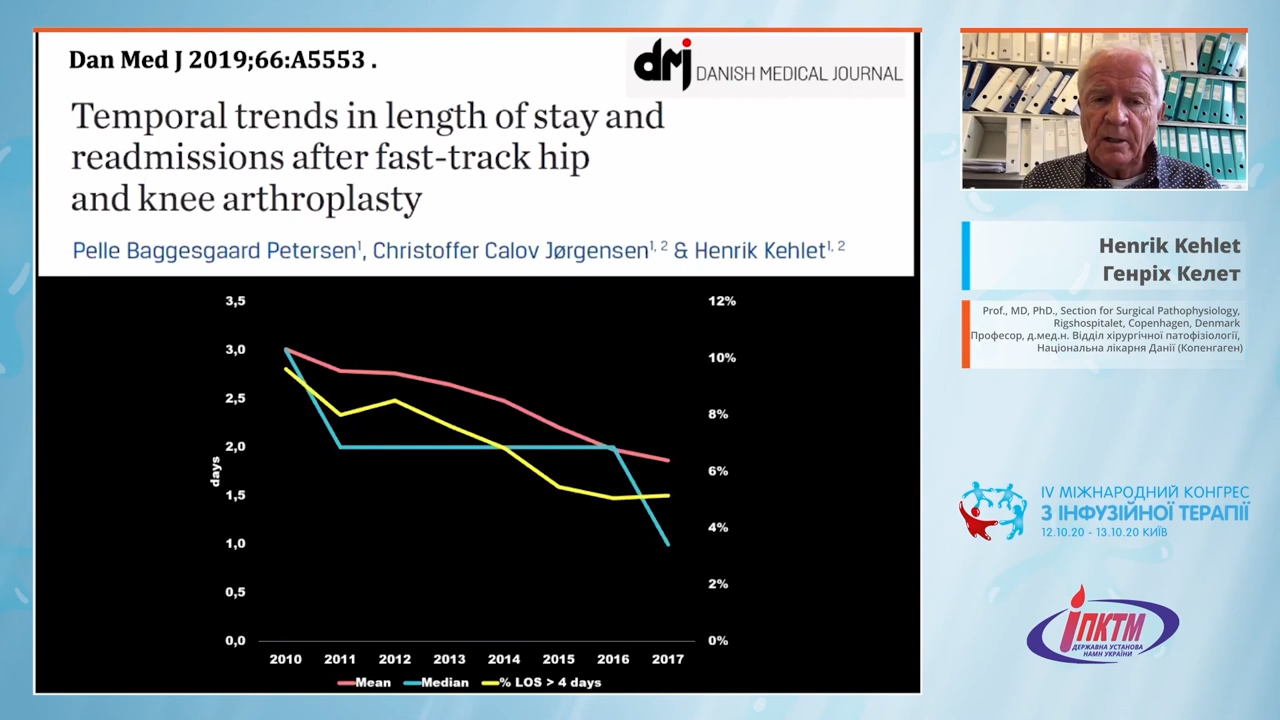 Dan Med J 2019;66:A5553 .
drj DANISH MEDICAL JOURNAL
Temporal trends in length of stay and
readmissions after fast-track hip
and knee arthroplasty
Pelle Baggesgaard Petersen¹, Christoffer Calov Jørgensen¹, ² & Henrik Kehlet¹, ²
3,5
3,0
2,5
2,0
1,5
1,0
0,5
0,0
days
12%
10%
8%
6%
4%
2%
0%
2010 2011 2012 2013 2014 2015 2016 2017
Mean Median % LOS > 4 days
Henrik Kehlet
Генріх Келет
Prof., MD, PhD., Section for Surgical Pathophysiology,
Rigshospitalet, Copenhagen, Denmark
Професор, д.мед.н. Відділ хірургічної патофізіології,
Національна лікарня Данії (Копенгаген)
IV МІЖНАРОДНИЙ КОНГРЕС
З ІНФУЗІЙНОЇ ТЕРАПІЇ
12.10.20 - 13.10.20 КИЇВ
іПКТМ
ДЕРЖАВНА УСТАНОВА
НАМН УКРАЇНИ